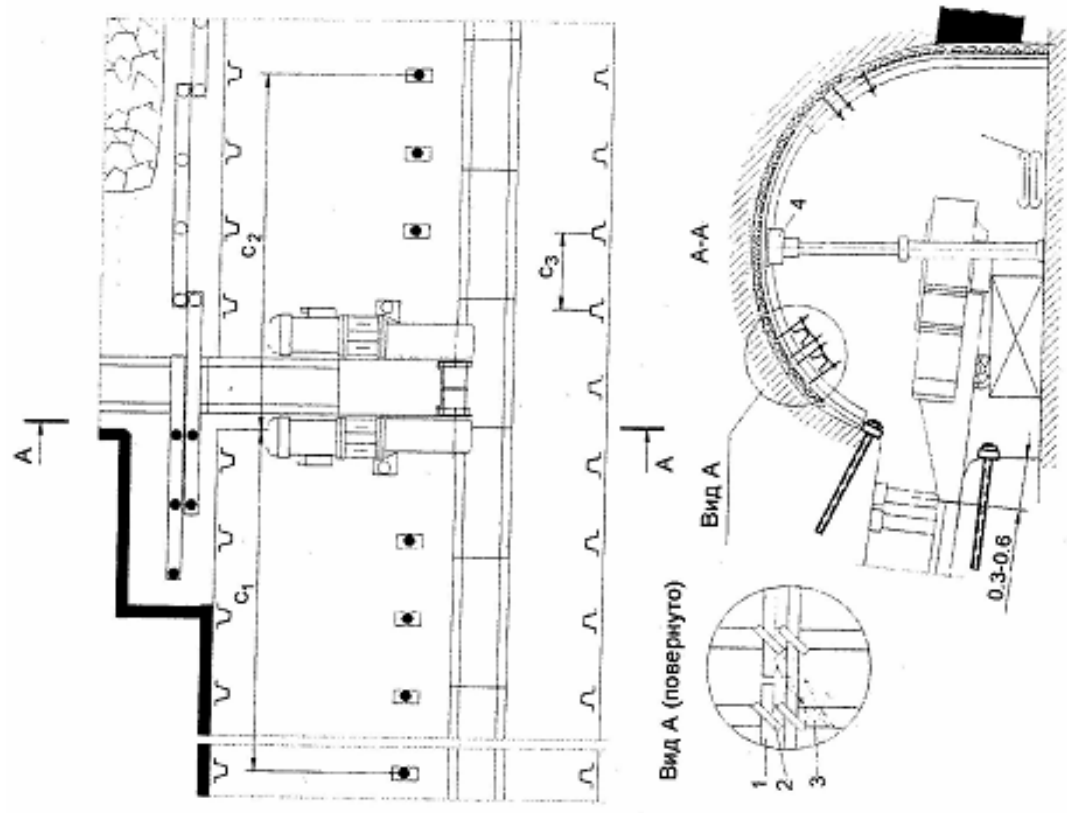 А
А
c₁
c₂
c₃
А-А
4
Вид А
0.3-0.6
Вид А (повернуто)
1
2
3